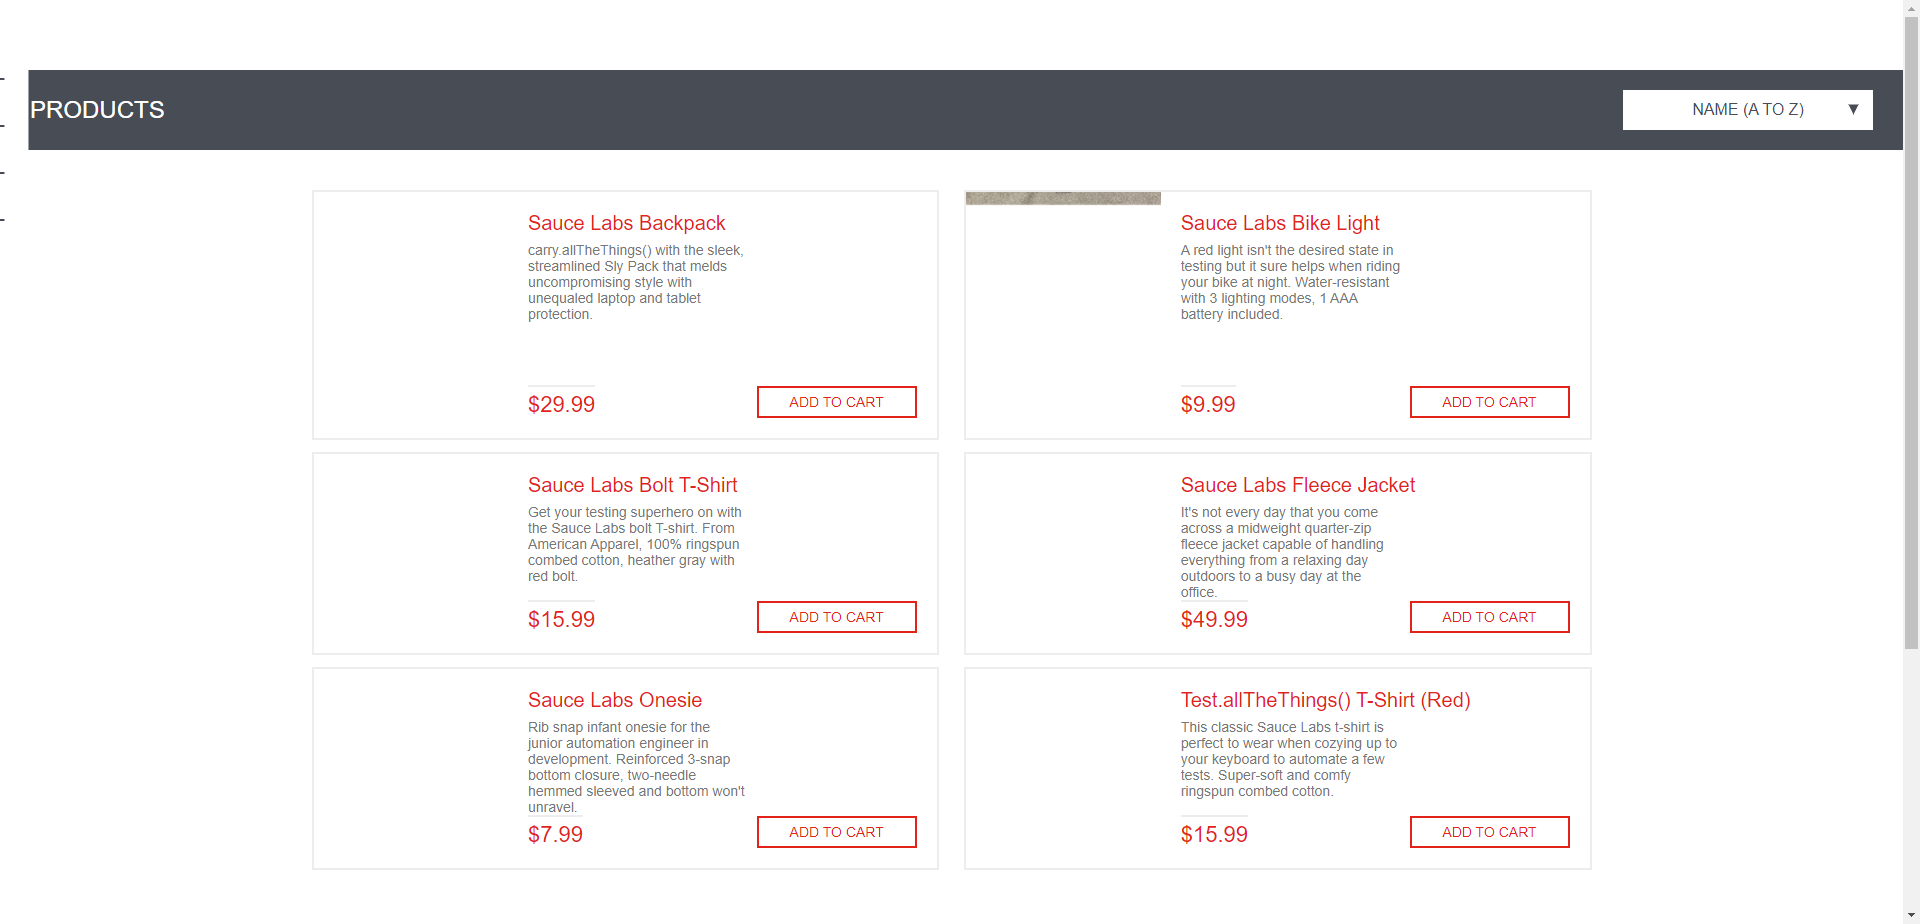 PRODUCTS
NAME (A TO Z)
Sauce Labs Backpack
carry.allTheThings() with the sleek,
streamlined Sly Pack that melds
uncompromising style with
unequaled laptop and tablet
protection.
$29.99
ADD TO CART
Sauce Labs Bike Light
A red light isn't the desired state in
testing but it sure helps when riding
your bike at night. Water-resistant
with 3 lighting modes, 1 AAA
battery included.
$9.99
ADD TO CART
Sauce Labs Bolt T-Shirt
Get your testing superhero on with
the Sauce Labs bolt T-shirt. From
American Apparel, 100% ringspun
combed cotton, heather gray with
red bolt.
$15.99
ADD TO CART
Sauce Labs Fleece Jacket
It's not every day that you come
across a midweight quarter-zip
fleece jacket capable of handling
everything from a relaxing day
outdoors to a busy day at the
office.
$49.99
ADD TO CART
Sauce Labs Onesie
Rib snap infant onesie for the
junior automation engineer in
development. Reinforced 3-snap
bottom closure, two-needle
hemmed sleeved and bottom won't
unravel.
$7.99
ADD TO CART
Test.allTheThings() T-Shirt (Red)
This classic Sauce Labs t-shirt is
perfect to wear when cozying up to
your keyboard to automate a few
tests. Super-soft and comfy
ringspun combed cotton.
$15.99
ADD TO CART